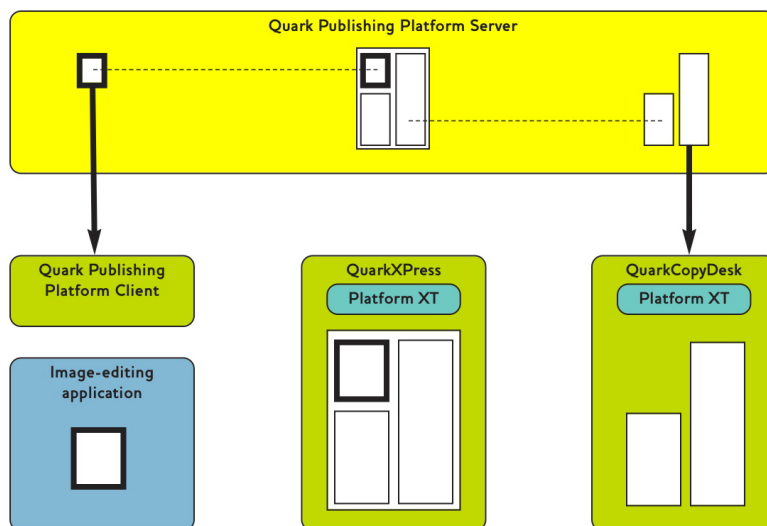 Quark Publishing Platform Server
Quark Publishing
Platform Client
QuarkXPress
Platform XT
QuarkCopyDesk
Platform XT
Image-editing
application